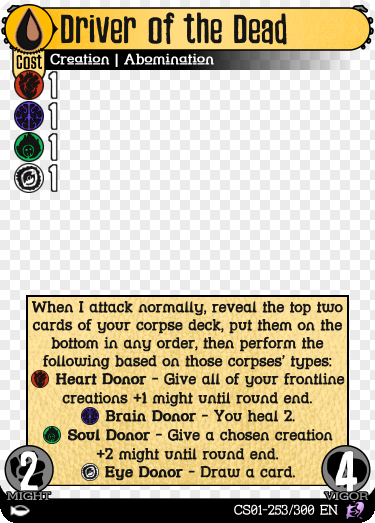 Driver of the Dead
Cost
Creation | Abomination
1
1
1
1
When I attack normally, reveal the top two
cards of your corpse deck, put them on the
bottom in any order, then perform the
following based on those corpses' types:
Heart Donor - Give all of your frontline
creations +1 might until round end.
Brain Donor - You heal 2.
Soul Donor - Give a chosen creation
+2 might until round end.
Eye Donor - Draw a card.
2
MIGHT
4
VIGOR
CS01-253/300 EN